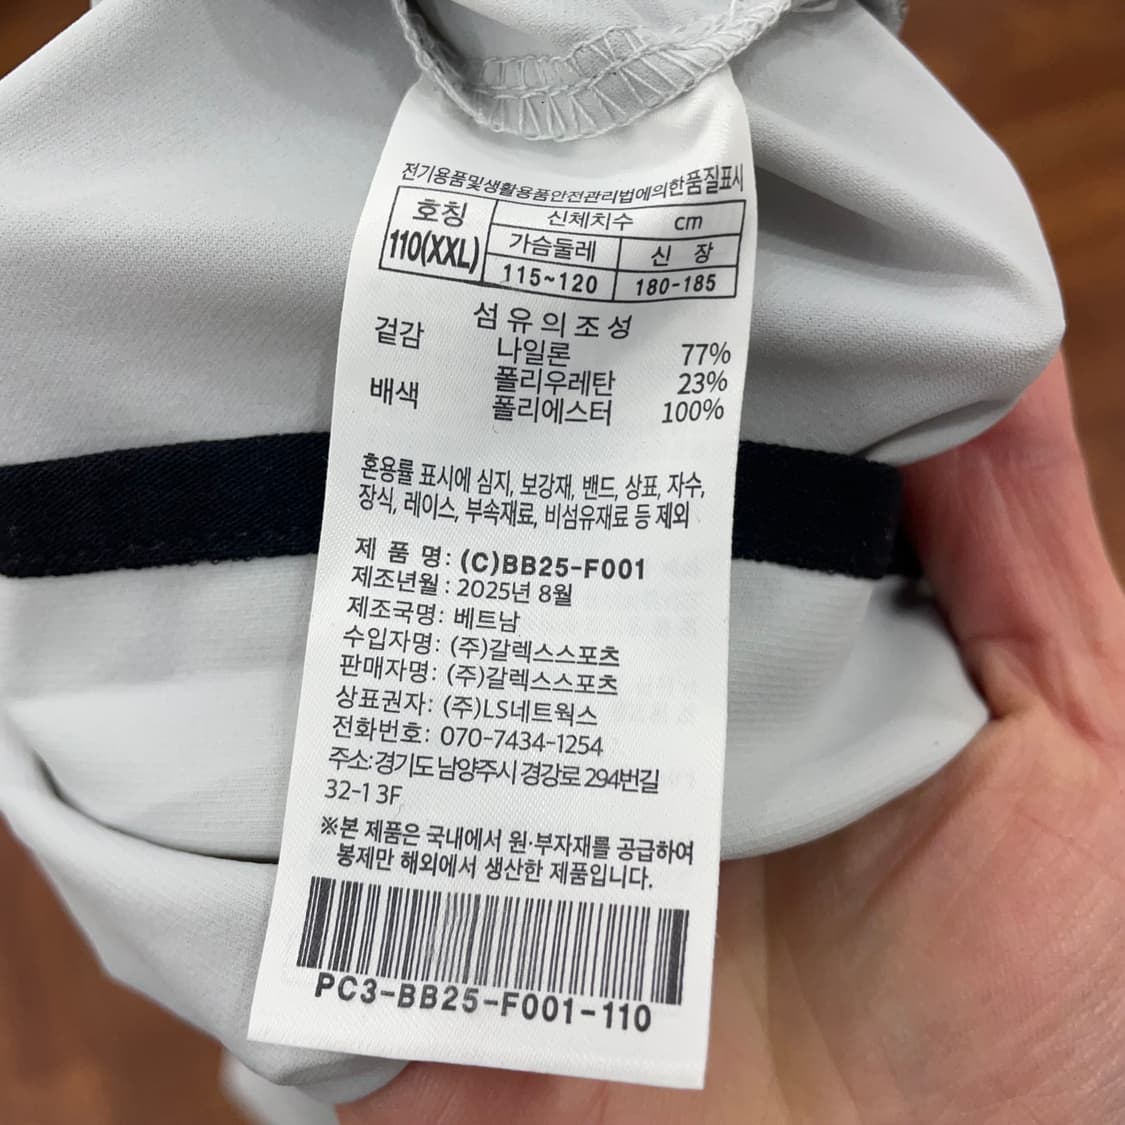 전기용품및생활용품안전관리법에의한품질표시
호칭 신체치수 cm
110(XXL) 가슴둘레 신 장
115~120 180-185
섬유의조성
겉감 나일론 77%
폴리우레탄 23%
배색 폴리에스터 100%
혼용률 표시에 심지, 보강재, 밴드, 상표, 자수,
장식, 레이스, 부속재료, 비섬유재료 등 제외
제 품 명: (C)BB25-F001
제조년월: 2025년 8월
제조국명: 베트남
수입자명: (주)갈렉스스포츠
판매자명: (주)갈렉스스포츠
상표권자: (주)LS네트웍스
전화번호: 070-7434-1254
주소: 경기도 남양주시 경강로 294번길
32-1 3F
※본 제품은 국내에서 원·부자재를 공급하여
봉제만 해외에서 생산한 제품입니다.
PC3-BB25-F001-110